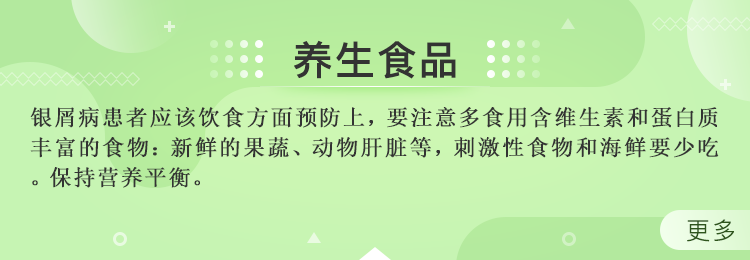 养生食品
银屑病患者应该饮食方面预防上，要注意多食用含维生素和蛋白质
丰富的食物：新鲜的果蔬、动物肝脏等，刺激性食物和海鲜要少吃
。保持营养平衡。
更多